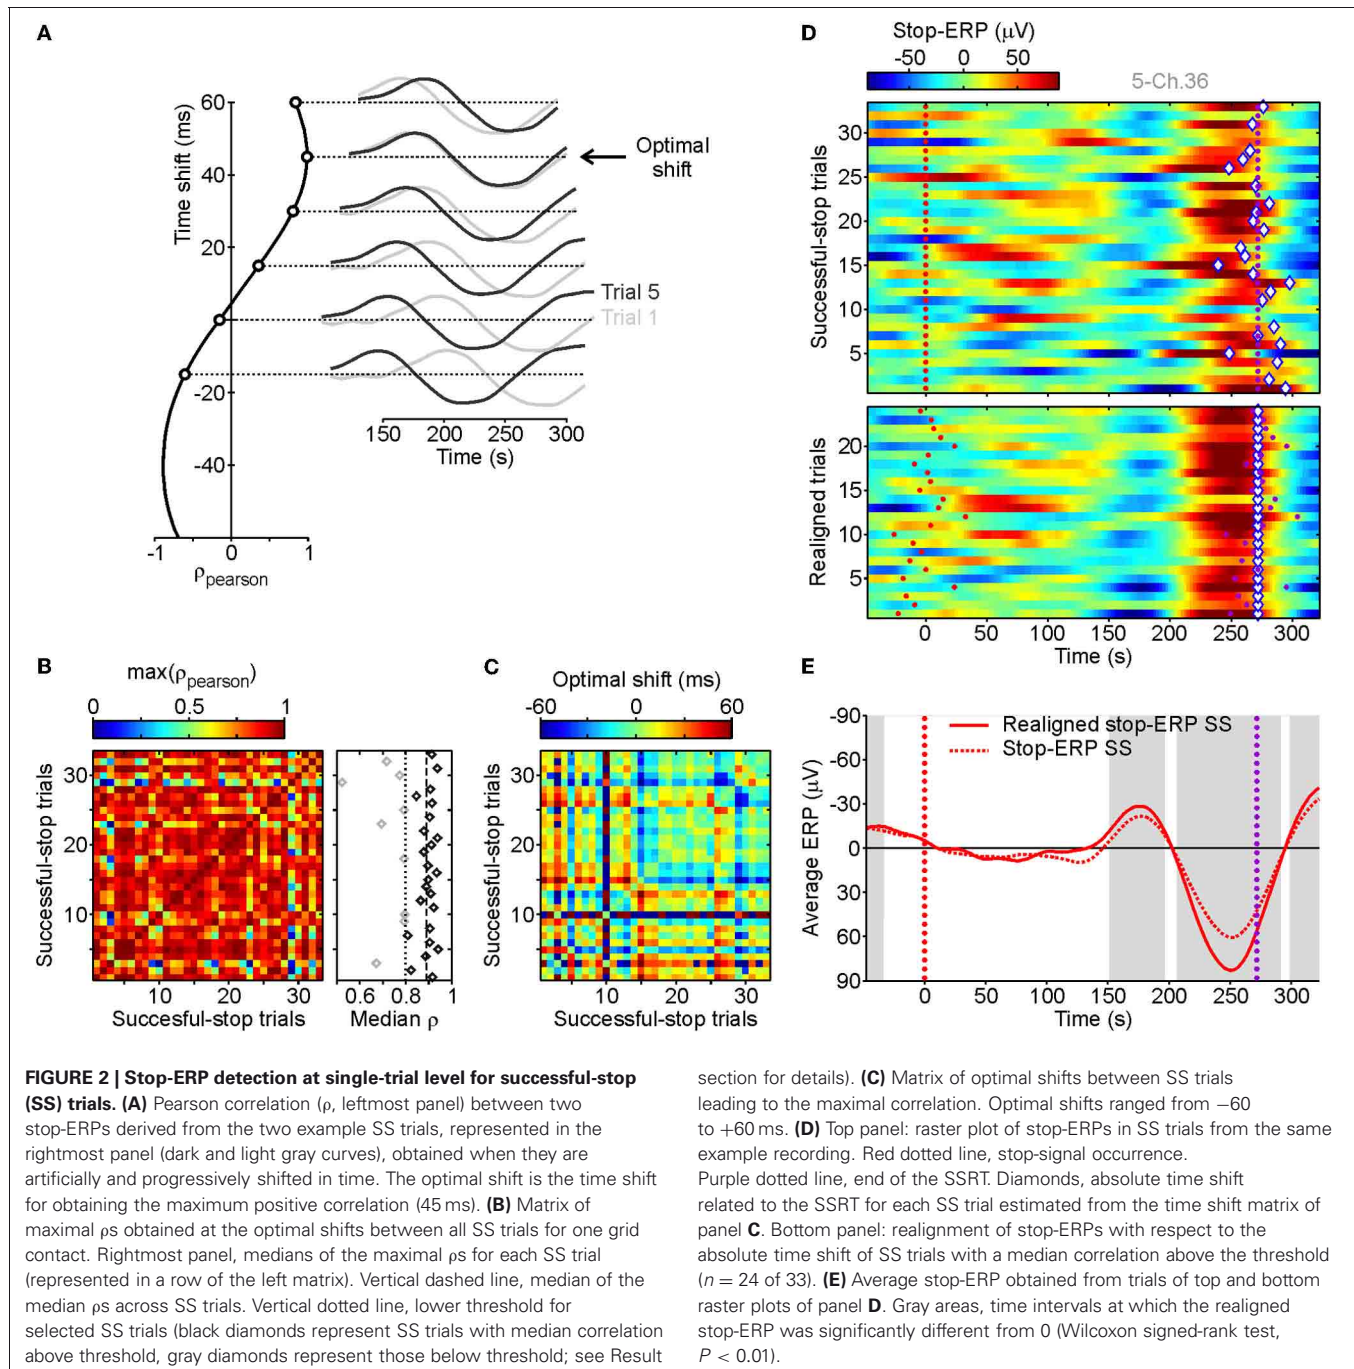 A
Time shift (ms)
60
40
20
0
-20
-40
-1 0 1
ρpearson
Optimal
shift
Trial 5
Trial 1
150 200 250 300
Time (s)
B
max(ρpearson)
0 0.5 1
Successful-stop trials
30
20
10
10 20 30
Succesful-stop trials
0.6 0.8 1
Median ρ
C
Optimal shift (ms)
-60 0 60
Successful-stop trials
30
20
10
10 20 30
Successful-stop trials
D
Stop-ERP (μV)
-50 0 50
5-Ch.36
Successful-stop trials
30
25
20
15
10
5
Realigned trials
20
15
10
5
0 50 100 150 200 250 300
Time (s)
E
Average ERP (μV)
-90
-60
-30
0
30
60
90
Realigned stop-ERP SS
Stop-ERP SS
0 50 100 150 200 250 300
Time (s)
FIGURE 2 | Stop-ERP detection at single-trial level for successful-stop
(SS) trials. (A) Pearson correlation (ρ, leftmost panel) between two
stop-ERPs derived from the two example SS trials, represented in the
rightmost panel (dark and light gray curves), obtained when they are
artificially and progressively shifted in time. The optimal shift is the time shift
for obtaining the maximum positive correlation (45 ms). (B) Matrix of
maximal ρs obtained at the optimal shifts between all SS trials for one grid
contact. Rightmost panel, medians of the maximal ρs for each SS trial
(represented in a row of the left matrix). Vertical dashed line, median of the
median ρs across SS trials. Vertical dotted line, lower threshold for
selected SS trials (black diamonds represent SS trials with median correlation
above threshold, gray diamonds represent those below threshold; see Result
section for details). (C) Matrix of optimal shifts between SS trials
leading to the maximal correlation. Optimal shifts ranged from −60
to +60 ms. (D) Top panel: raster plot of stop-ERPs in SS trials from the same
example recording. Red dotted line, stop-signal occurrence.
Purple dotted line, end of the SSRT. Diamonds, absolute time shift
related to the SSRT for each SS trial estimated from the time shift matrix of
panel C. Bottom panel: realignment of stop-ERPs with respect to the
absolute time shift of SS trials with a median correlation above the threshold
(n = 24 of 33). (E) Average stop-ERP obtained from trials of top and bottom
raster plots of panel D. Gray areas, time intervals at which the realigned
stop-ERP was significantly different from 0 (Wilcoxon signed-rank test,
P < 0.01).